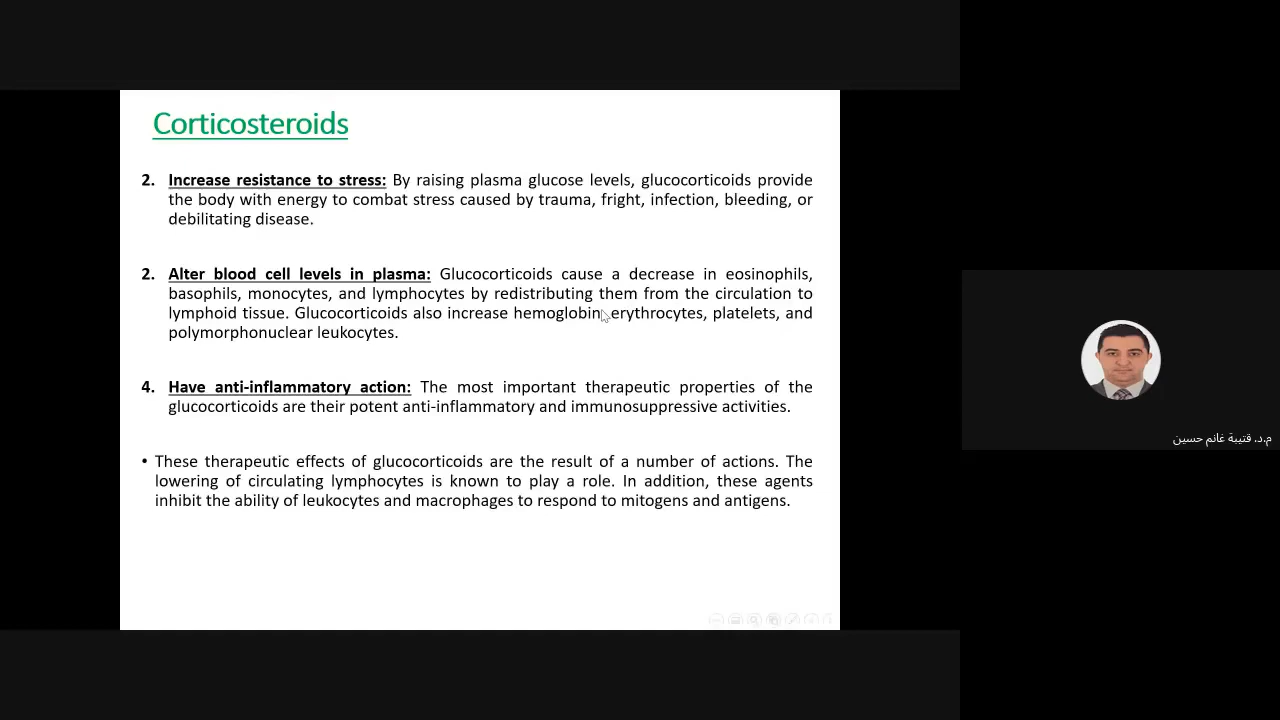 Corticosteroids
2. Increase resistance to stress: By raising plasma glucose levels, glucocorticoids provide
the body with energy to combat stress caused by trauma, fright, infection, bleeding, or
debilitating disease.
2. Alter blood cell levels in plasma: Glucocorticoids cause a decrease in eosinophils,
basophils, monocytes, and lymphocytes by redistributing them from the circulation to
lymphoid tissue. Glucocorticoids also increase hemoglobin, erythrocytes, platelets, and
polymorphonuclear leukocytes.
4. Have anti-inflammatory action: The most important therapeutic properties of the
glucocorticoids are their potent anti-inflammatory and immunosuppressive activities.
• These therapeutic effects of glucocorticoids are the result of a number of actions. The
lowering of circulating lymphocytes is known to play a role. In addition, these agents
inhibit the ability of leukocytes and macrophages to respond to mitogens and antigens.
م.د. قتيبة غانم حسين